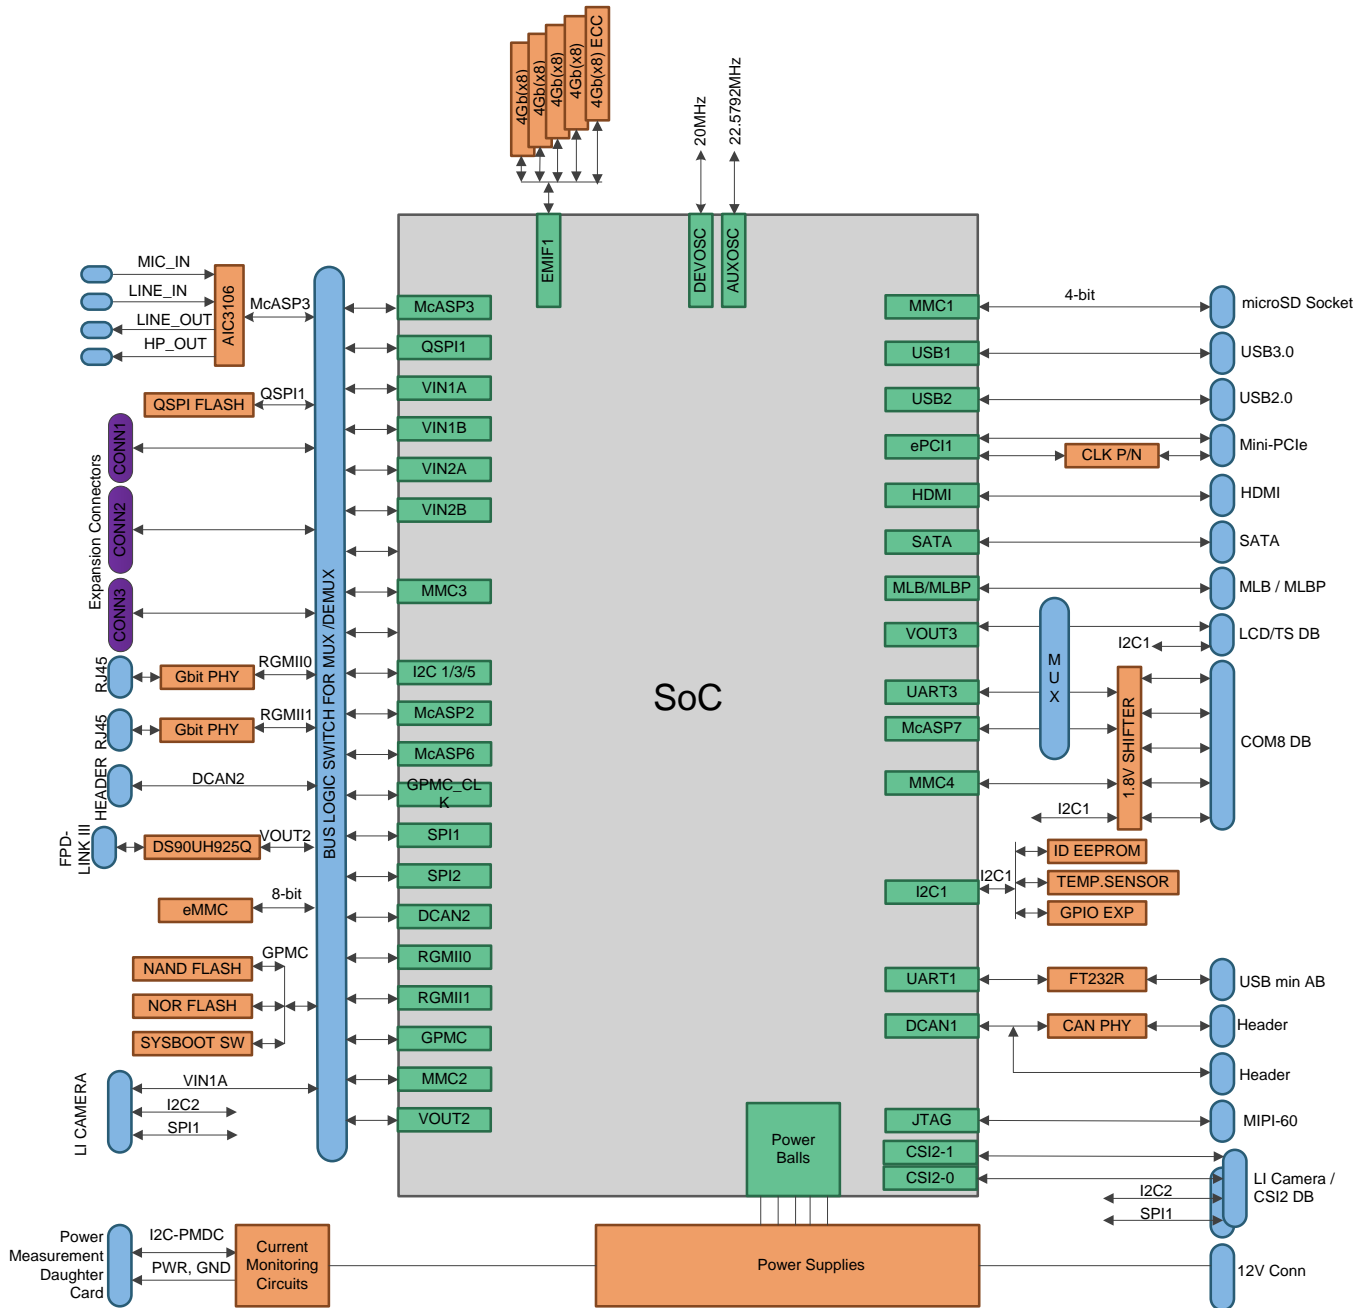 4Gb(x8)
4Gb(x8)
4Gb(x8)
4Gb(x8)
4Gb(x8) ECC
20MHz
22.5792MHz
EMIF1
DEVOSC
AUXOSC
MIC_IN
LINE_IN
LINE_OUT
HP_OUT
AIC3106
McASP3
QSPI FLASH
QSPI1
Expansion Connectors
CONN1
CONN2
CONN3
RJ45
Gbit PHY
RGMII0
RJ45
Gbit PHY
RGMII1
HEADER
DCAN2
FPD-
LINK III
DS90UH925Q
VOUT2
eMMC
8-bit
NAND FLASH
NOR FLASH
SYSBOOT SW
GPMC
LI CAMERA
VIN1A
I2C2
SPI1
BUS LOGIC SWITCH FOR MUX /DEMUX
McASP3
QSPI1
VIN1A
VIN1B
VIN2A
VIN2B
MMC3
I2C 1/3/5
McASP2
McASP6
GPMC_CL
K
SPI1
SPI2
DCAN2
RGMII0
RGMII1
GPMC
MMC2
VOUT2
SoC
Power
Balls
MMC1
USB1
USB2
ePCI1
HDMI
SATA
MLB/MLBP
VOUT3
UART3
McASP7
MMC4
I2C1
UART1
DCAN1
JTAG
CSI2-1
CSI2-0
4-bit
microSD Socket
USB3.0
USB2.0
CLK P/N
Mini-PCIe
HDMI
SATA
MLB / MLBP
M
U
X
I2C1
LCD/TS DB
1.8V SHIFTER
COM8 DB
I2C1
I2C1
ID EEPROM
TEMP.SENSOR
GPIO EXP
FT232R
USB min AB
CAN PHY
Header
Header
MIPI-60
I2C2
SPI1
LI Camera /
CSI2 DB
Power
Measurement
Daughter
Card
I2C-PMDC
PWR, GND
Current
Monitoring
Circuits
Power Supplies
12V Conn